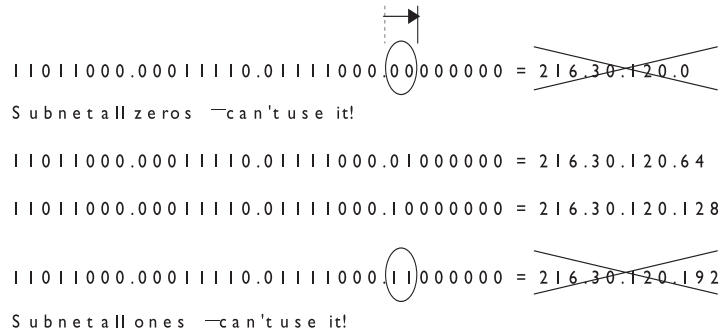 11011000.00011110.01111000.00000000 = 216.30.120.0
Subnet all zeros — can't use it!
11011000.00011110.01111000.01000000 = 216.30.120.64
11011000.00011110.01111000.10000000 = 216.30.120.128
11011000.00011110.01111000.11000000 = 216.30.120.192
Subnet all ones — can't use it!